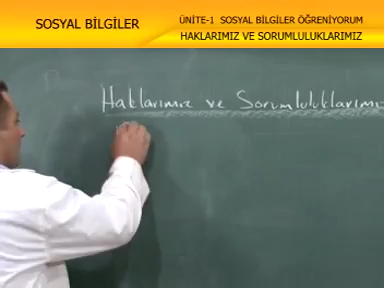 SOSYAL BİLGİLER
ÜNİTE-1 SOSYAL BİLGİLER ÖĞRENİYORUM
HAKLARIMIZ VE SORUMLULUKLARIMIZ
Haklarımız ve Sorumluluklarımız